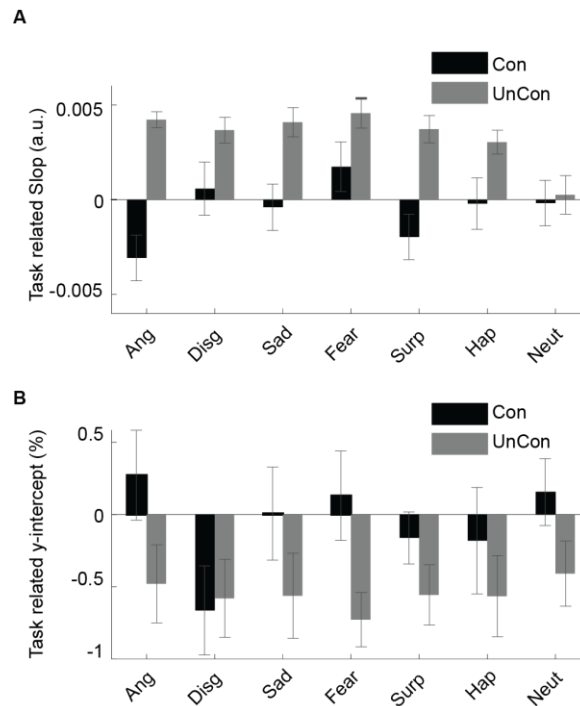 A
Con
UnCon
Task related Slop (a.u.)
0.005
0
-0.005
Ang Disg Sad Fear Surp Hap Neut
B
Con
UnCon
Task related y-intercept (%)
0.5
0
-0.5
-1
Ang Disg Sad Fear Surp Hap Neut